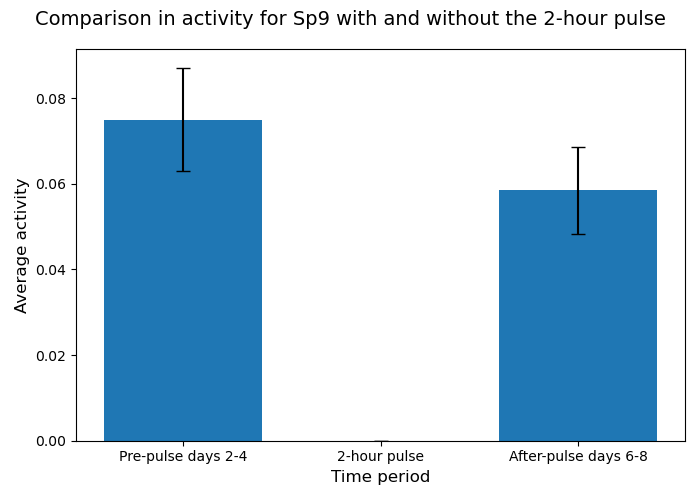 Comparison in activity for Sp9 with and without the 2-hour pulse
Average activity
0.08
0.06
0.04
0.02
0.00
Pre-pulse days 2-4
2-hour pulse
After-pulse days 6-8
Time period